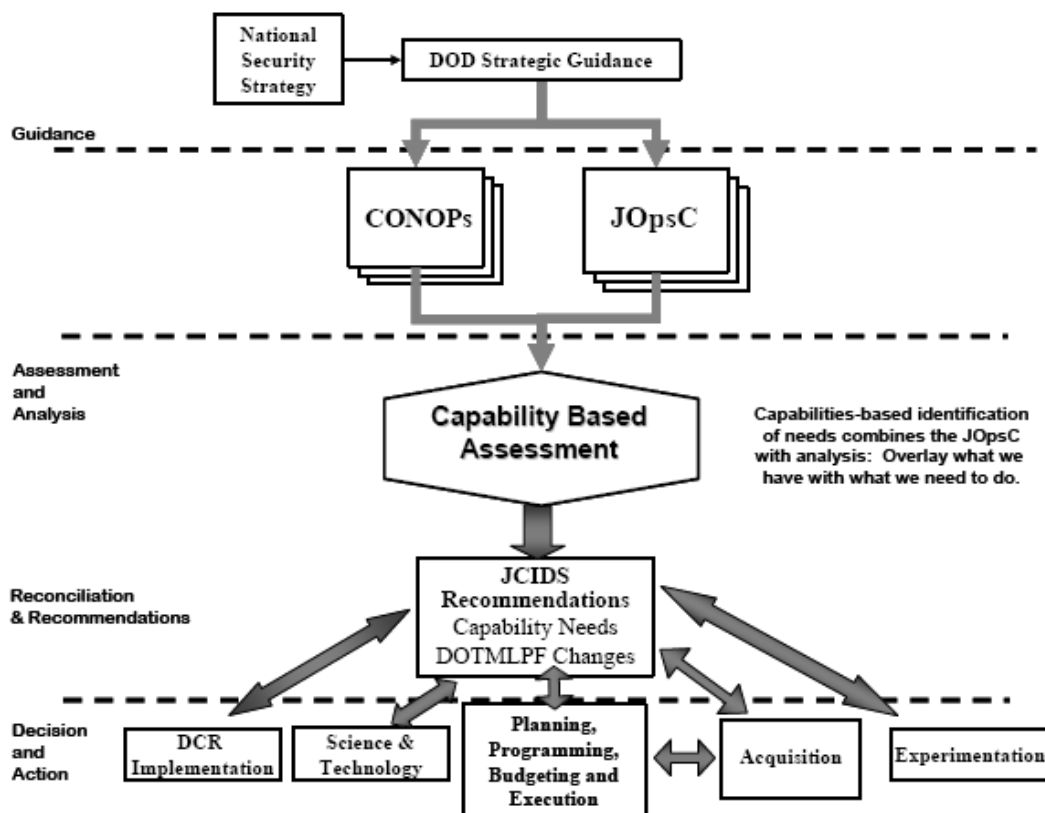 National
Security
Strategy
DOD Strategic Guidance
Guidance
CONOPs
JOpsC
Assessment
and
Analysis
Capability Based
Assessment
Capabilities-based identification
of needs combines the JOpsC
with analysis: Overlay what we
have with what we need to do.
Reconciliation
& Recommendations
JCIDS
Recommendations
Capability Needs
DOTMLPF Changes
Decision
and
Action
DCR
Implementation
Science &
Technology
Planning,
Programming,
Budgeting and
Execution
Acquisition
Experimentation